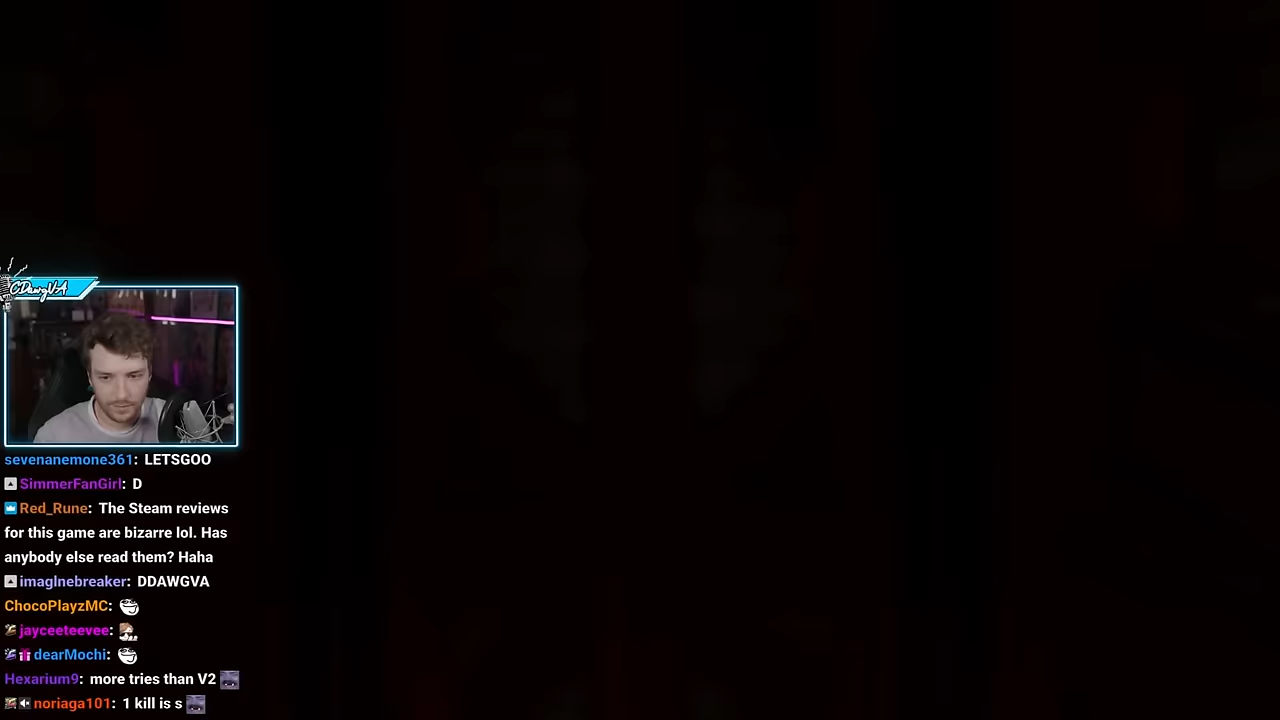 CDawgVA
sevenanemone361: LETSGOO
SimmerFanGirl: D
Red_Rune: The Steam reviews
for this game are bizarre lol. Has
anybody else read them? Haha
imaglnebreaker: DDAWGVA
ChocoPlayzMC:
jayceeteevee:
dearMochi:
Hexarium9: more tries than V2
noriaga101: 1 kill is s